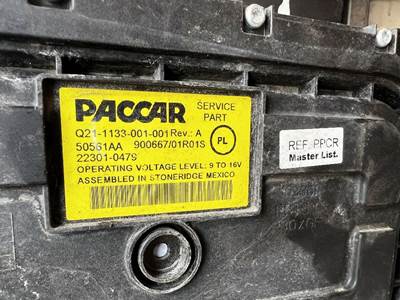 PACCAR SERVICE PART
Q21-1133-001-001 Rev.: A
50561AA 900667/01R01S PL
22301-0479
OPERATING VOLTAGE LEVEL: 9 TO 16V
ASSEMBLED IN STONERIDGE MEXICO
REF. PPCR
Master List.